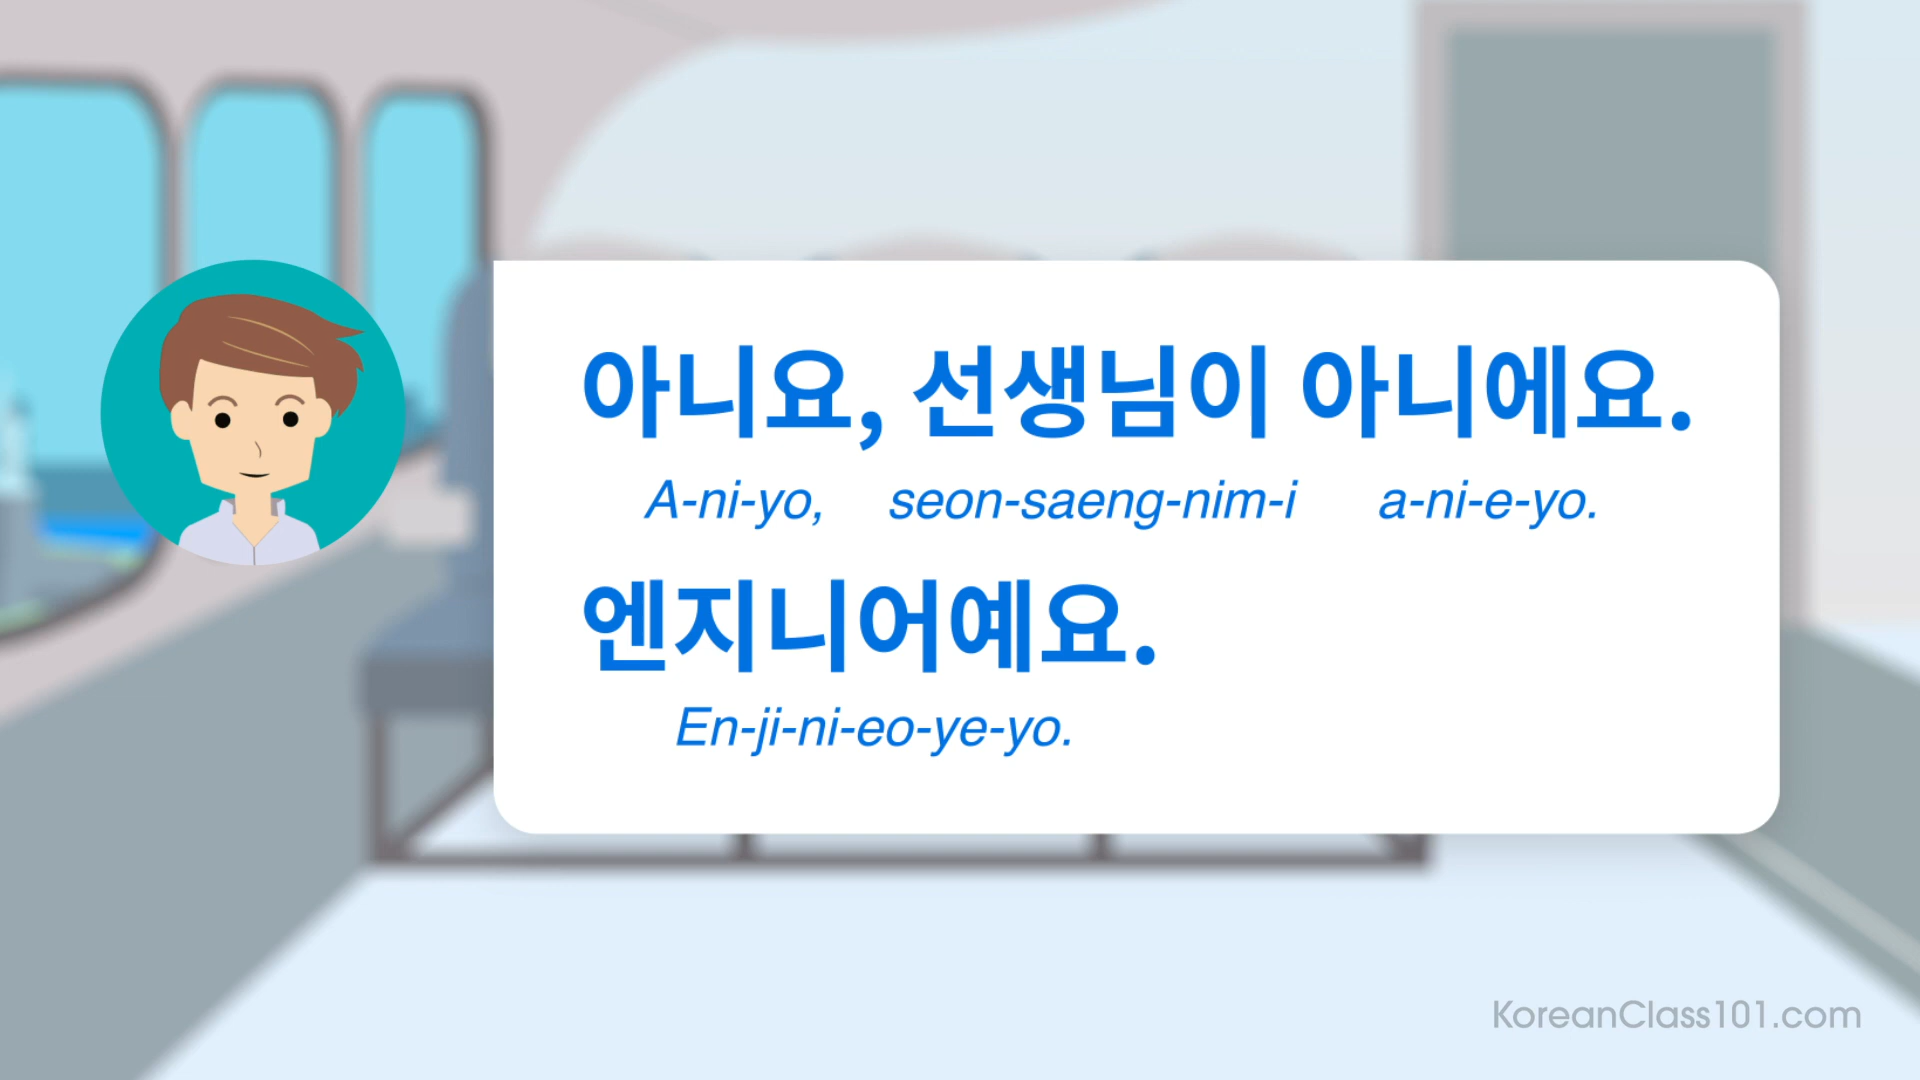 아니요, 선생님이 아니에요.
A-ni-yo, seon-saeng-nim-i a-ni-e-yo.
엔지니어예요.
En-ji-ni-eo-ye-yo.
KoreanClass101.com